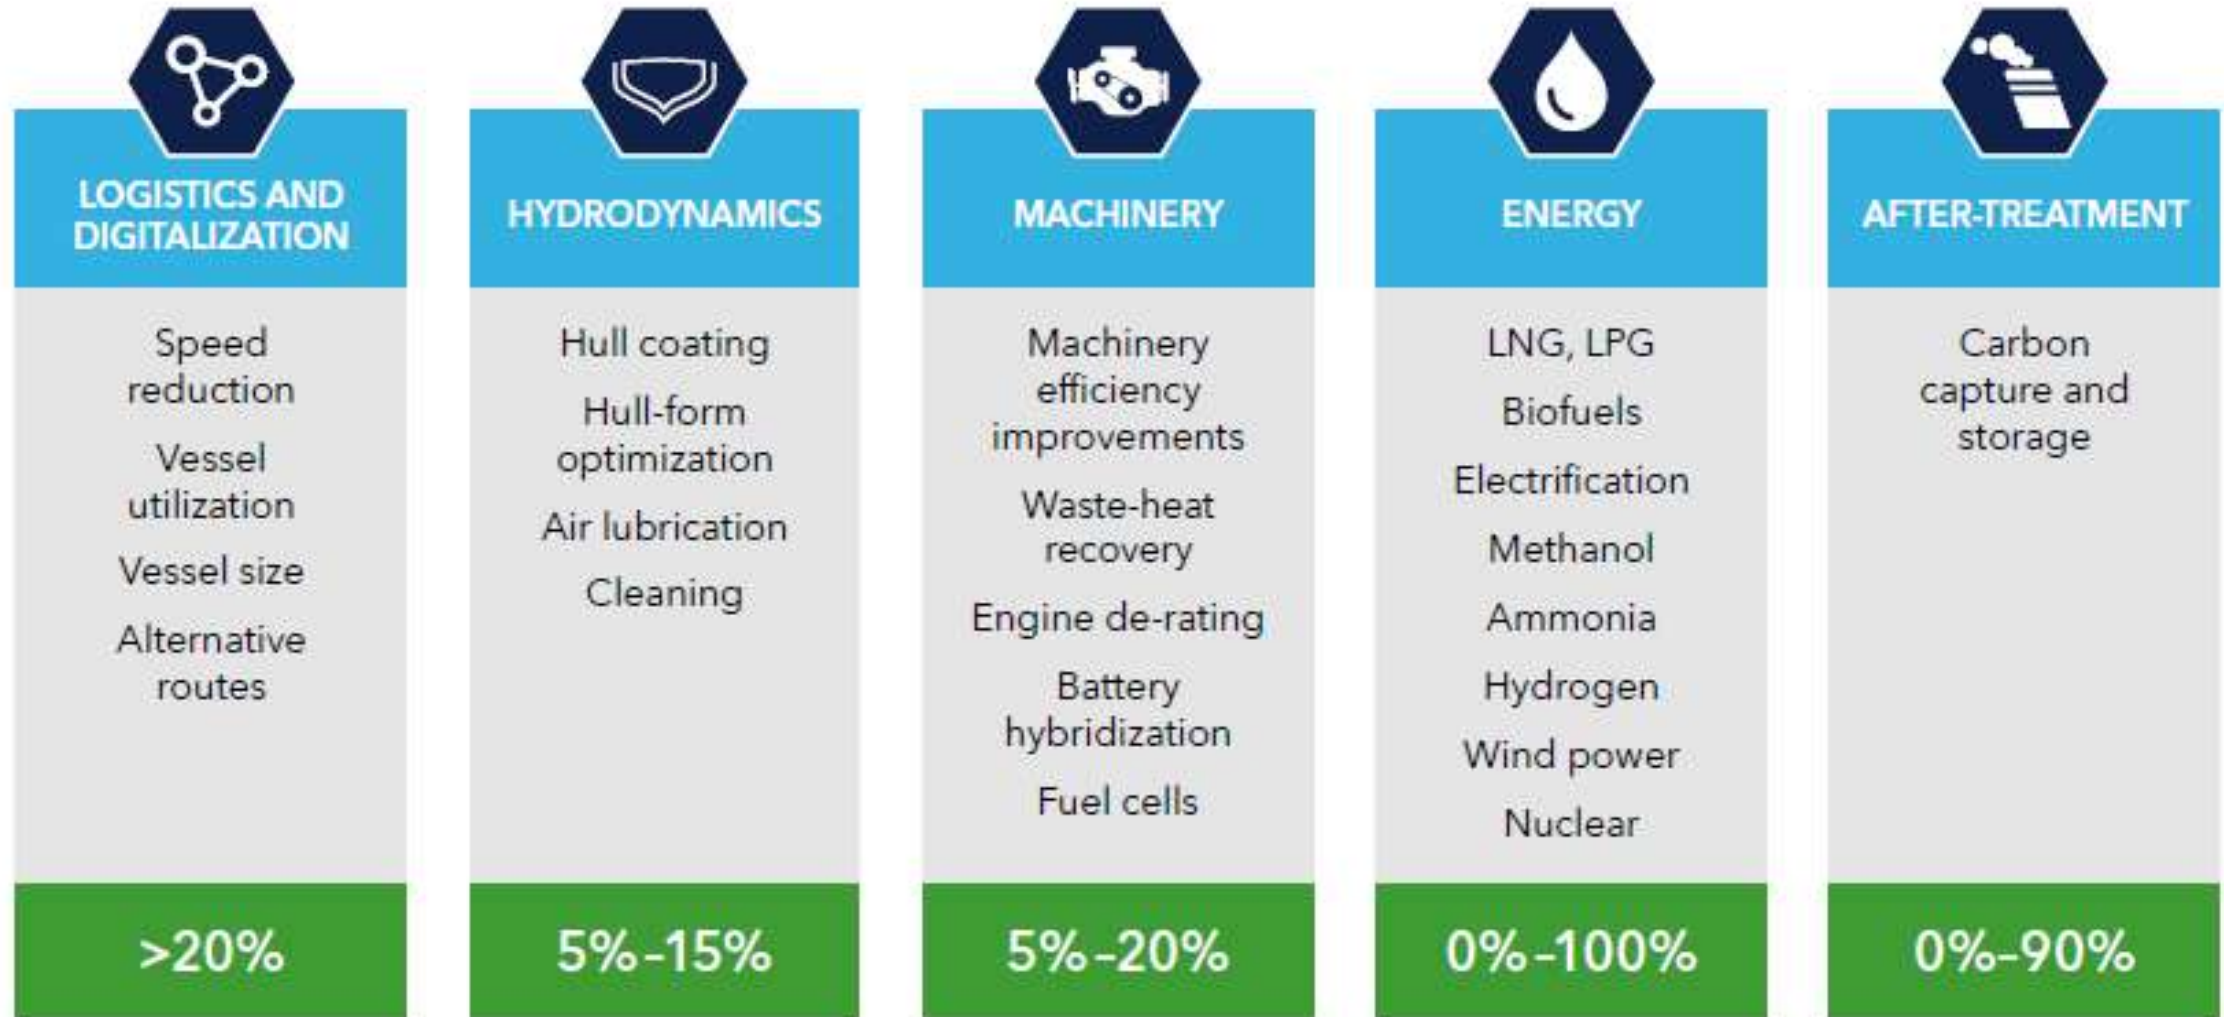 LOGISTICS AND
DIGITALIZATION
Speed
reduction
Vessel
utilization
Vessel size
Alternative
routes
>20%
HYDRODYNAMICS
Hull coating
Hull-form
optimization
Air lubrication
Cleaning
5%-15%
MACHINERY
Machinery
efficiency
improvements
Waste-heat
recovery
Engine de-rating
Battery
hybridization
Fuel cells
5%-20%
ENERGY
LNG, LPG
Biofuels
Electrification
Methanol
Ammonia
Hydrogen
Wind power
Nuclear
0%-100%
AFTER-TREATMENT
Carbon
capture and
storage
0%-90%